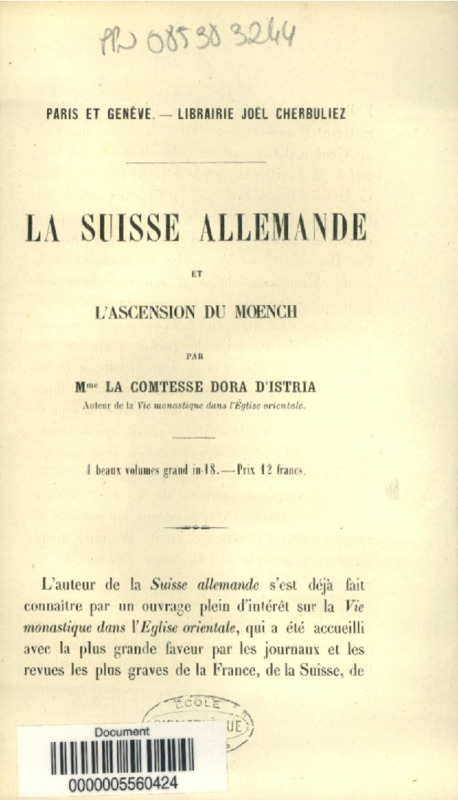 PPN 085383244
PARIS ET GENÈVE. — LIBRAIRIE JOËL CHERBULIEZ
LA SUISSE ALLEMANDE
ET
L'ASCENSION DU MOENCH
PAR
Mme LA COMTESSE DORA D'ISTRIA
Auteur de la Vie monastique dans l'Église orientale.
4 beaux volumes grand in-18. — Prix 12 francs.
L'auteur de la Suisse allemande s'est déjà fait
connaître par un ouvrage plein d'intérêt sur la Vie
monastique dans l'Eglise orientale, qui a été accueilli
avec la plus grande faveur par les journaux et les
revues les plus graves de la France, de la Suisse, de
ÉCOLE
Document
0000005560424